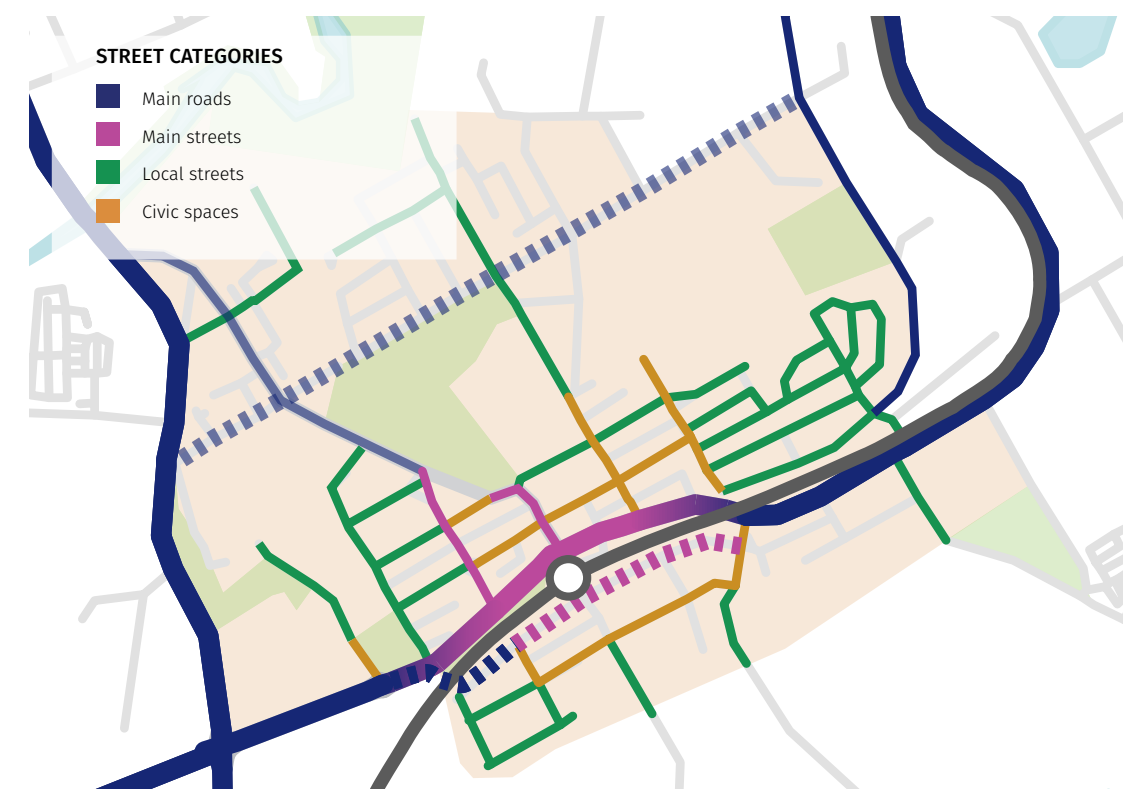 STREET CATEGORIES
Main roads
Main streets
Local streets
Civic spaces